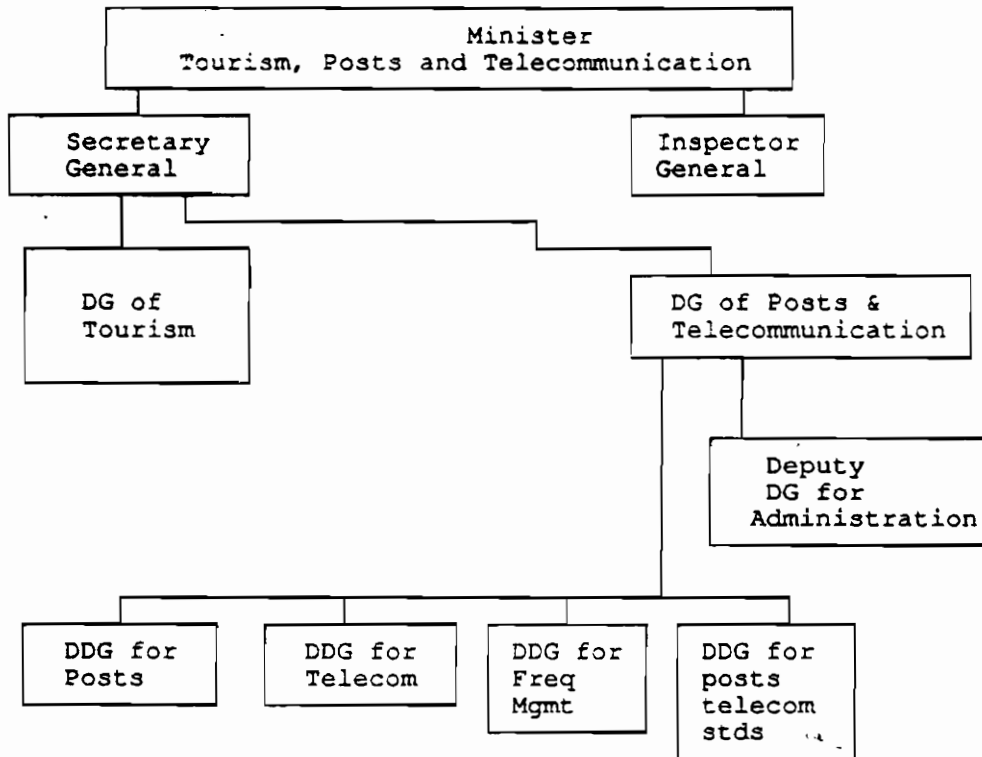 Minister
Tourism, Posts and Telecommunication
Secretary
General
Inspector
General
DG of
Tourism
DG of Posts &
Telecommunication
Deputy
DG for
Administration
DDG for
Posts
DDG for
Telecom
DDG for
Freq
Mgmt
DDG for
posts
telecom
stds